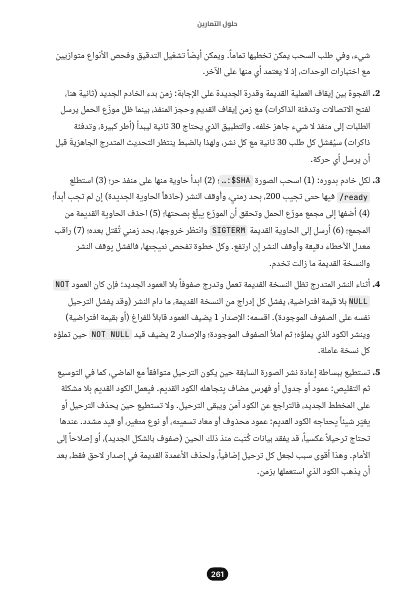 حلول التمارين
شيء، وفي طلب السحب يمكن تخطيها تماماً. ويمكن أيضًا تشغيل التدقيق وفحص الأنواع متوازيين
مع اختبارات الوحدات، إذ لا يعتمد أي منها على الآخر.
2. الفجوة بين إيقاف العملية القديمة وقدرة الجديدة على الإجابة: زمن بدء الخادم الجديد (ثانية هنا،
لفتح الاتصالات وتدفئة الذاكرات) مع زمن إيقاف القديم وحجز المنفذ، بينما ظل موزّع الحمل يرسل
الطلبات إلى منفذ لا شيء جاهز خلفه. والتطبيق الذي يحتاج 30 ثانية ليبدأ (أطر كبيرة، وتدفئة
ذاكرات) سيُفشل كل طلب 30 ثانية مع كل نشر، ولهذا بالضبط ينتظر التحديث المتدرج الجاهزية قبل
أن يرسل أي حركة.
3. لكل خادم بدوره: (1) اسحب الصورة ‎…:$SHA‎؛ (2) ابدأ حاوية منها على منفذ حر؛ (3) استطلع
/ready فيها حتى تجيب 200، بحد زمني، وأوقف النشر (حاذفاً الحاوية الجديدة) إن لم تجب أبداً؛
(4) أضفها إلى مجمع موزع الحمل وتحقق أن الموزع يبلّغ بصحتها؛ (5) احذف الحاوية القديمة من
المجمع؛ (6) أرسل إلى الحاوية القديمة SIGTERM وانتظر خروجها، بحد زمني تُقتل بعده؛ (7) راقب
معدل الأخطاء دقيقة وأوقف النشر إن ارتفع. وكل خطوة تفحص نتيجتها، فالفشل يوقف النشر
والنسخة القديمة ما زالت تخدم.
4. أثناء النشر المتدرج تظل النسخة القديمة تعمل وتدرج صفوفاً بلا العمود الجديد؛ فإن كان العمود NOT
NULL بلا قيمة افتراضية، يفشل كل إدراج من النسخة القديمة، ما دام النشر (وقد يفشل الترحيل
نفسه على الصفوف الموجودة). اقسمه: الإصدار 1 يضيف العمود قابلاً للفراغ (أو بقيمة افتراضية)
وينشر الكود الذي يملؤه؛ ثم املأ الصفوف الموجودة؛ والإصدار 2 يضيف قيد NOT NULL حين تملؤه
كل نسخة عاملة.
5. تستطيع ببساطة إعادة نشر الصورة السابقة حين يكون الترحيل متوافقاً مع الماضي، كما في التوسيع
ثم التقليص: عمود أو جدول أو فهرس مضاف يتجاهله الكود القديم. فيعمل الكود القديم بلا مشكلة
على المخطط الجديد، فالتراجع عن الكود آمن ويبقى الترحيل. ولا تستطيع حين يحذف الترحيل أو
يغيّر شيئاً يحتاجه الكود القديم: عمود محذوف أو معاد تسميته، أو نوع متغير، أو قيد مشدد. عندها
تحتاج ترحيلاً عكسياً، قد يفقد بيانات كُتبت منذ ذلك الحين (صفوف بالشكل الجديد)، أو إصلاحاً إلى
الأمام. وهذا أقوى سبب لجعل كل ترحيل إضافياً، ولحذف الأعمدة القديمة في إصدار لاحق فقط، بعد
أن يذهب الكود الذي استعملها بزمن.
261